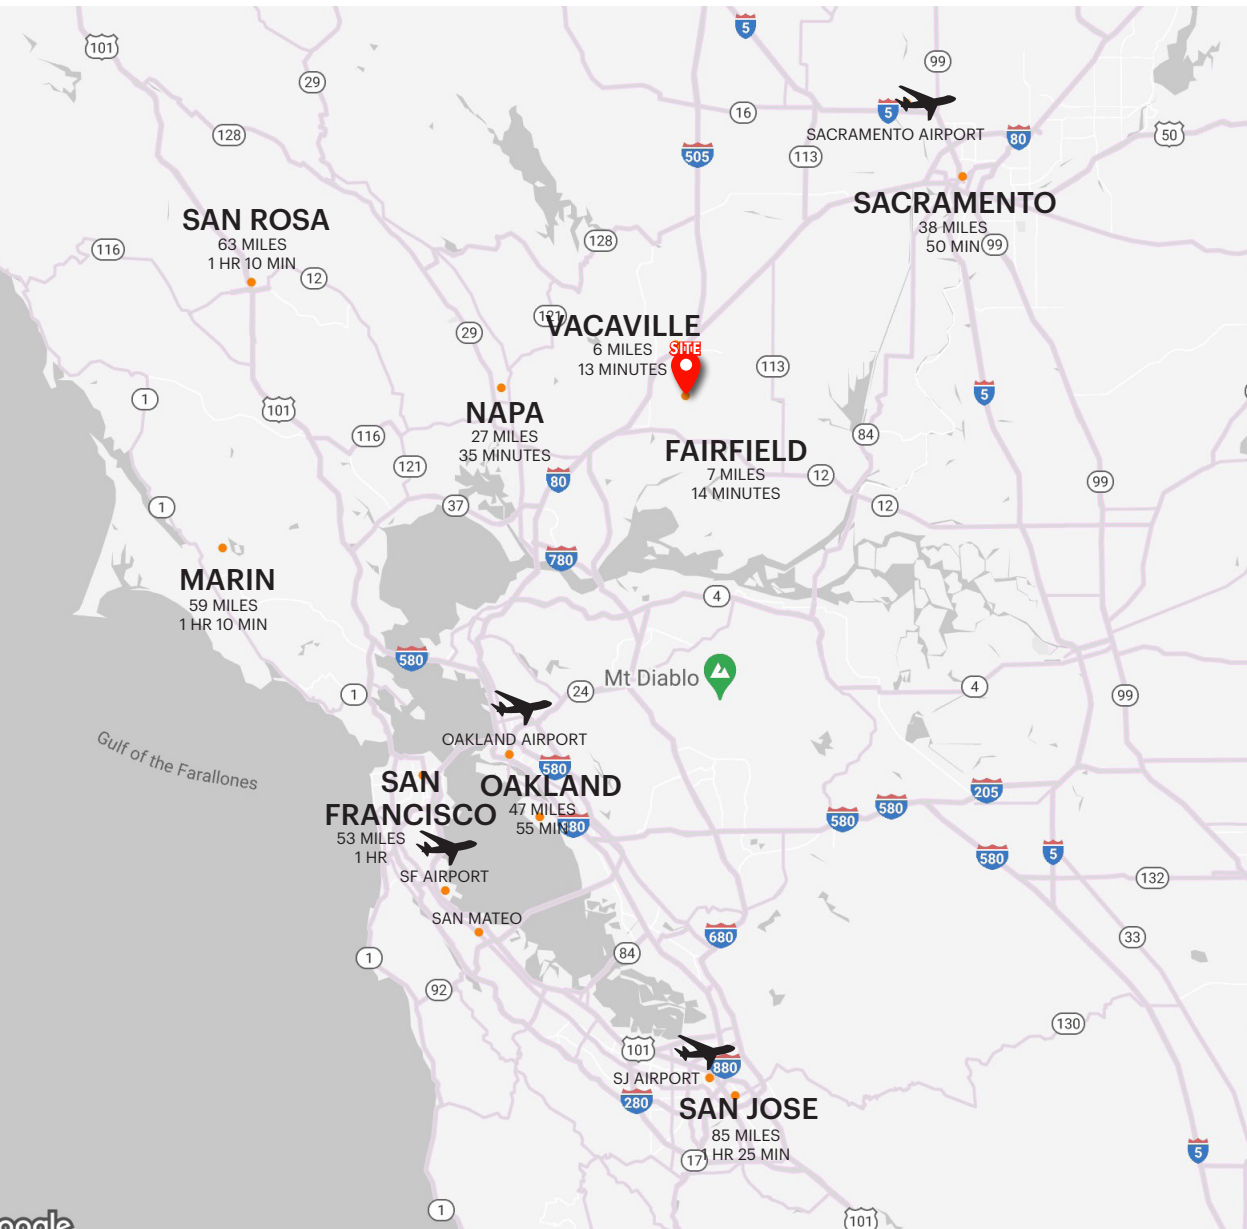 5
101
99
29
16
5
SACRAMENTO AIRPORT
80
50
128
505
113
SACRAMENTO
38 MILES
50 MIN
99
SAN ROSA
63 MILES
1 HR 10 MIN
128
116
12
121
VACAVILLE
6 MILES
13 MINUTES
SITE
29
113
5
1
101
NAPA
27 MILES
35 MINUTES
116
84
FAIRFIELD
7 MILES
14 MINUTES
121
80
12
99
1
37
12
780
MARIN
59 MILES
1 HR 10 MIN
4
580
Mt Diablo
1
24
4
99
OAKLAND AIRPORT
Gulf of the Farallones
580
SAN
FRANCISCO
53 MILES
1 HR
OAKLAND
47 MILES
55 MIN
205
580
580
580
5
SF AIRPORT
132
SAN MATEO
680
33
1
84
92
130
101
880
SJ AIRPORT
280
SAN JOSE
85 MILES
1 HR 25 MIN
17
5
1
101